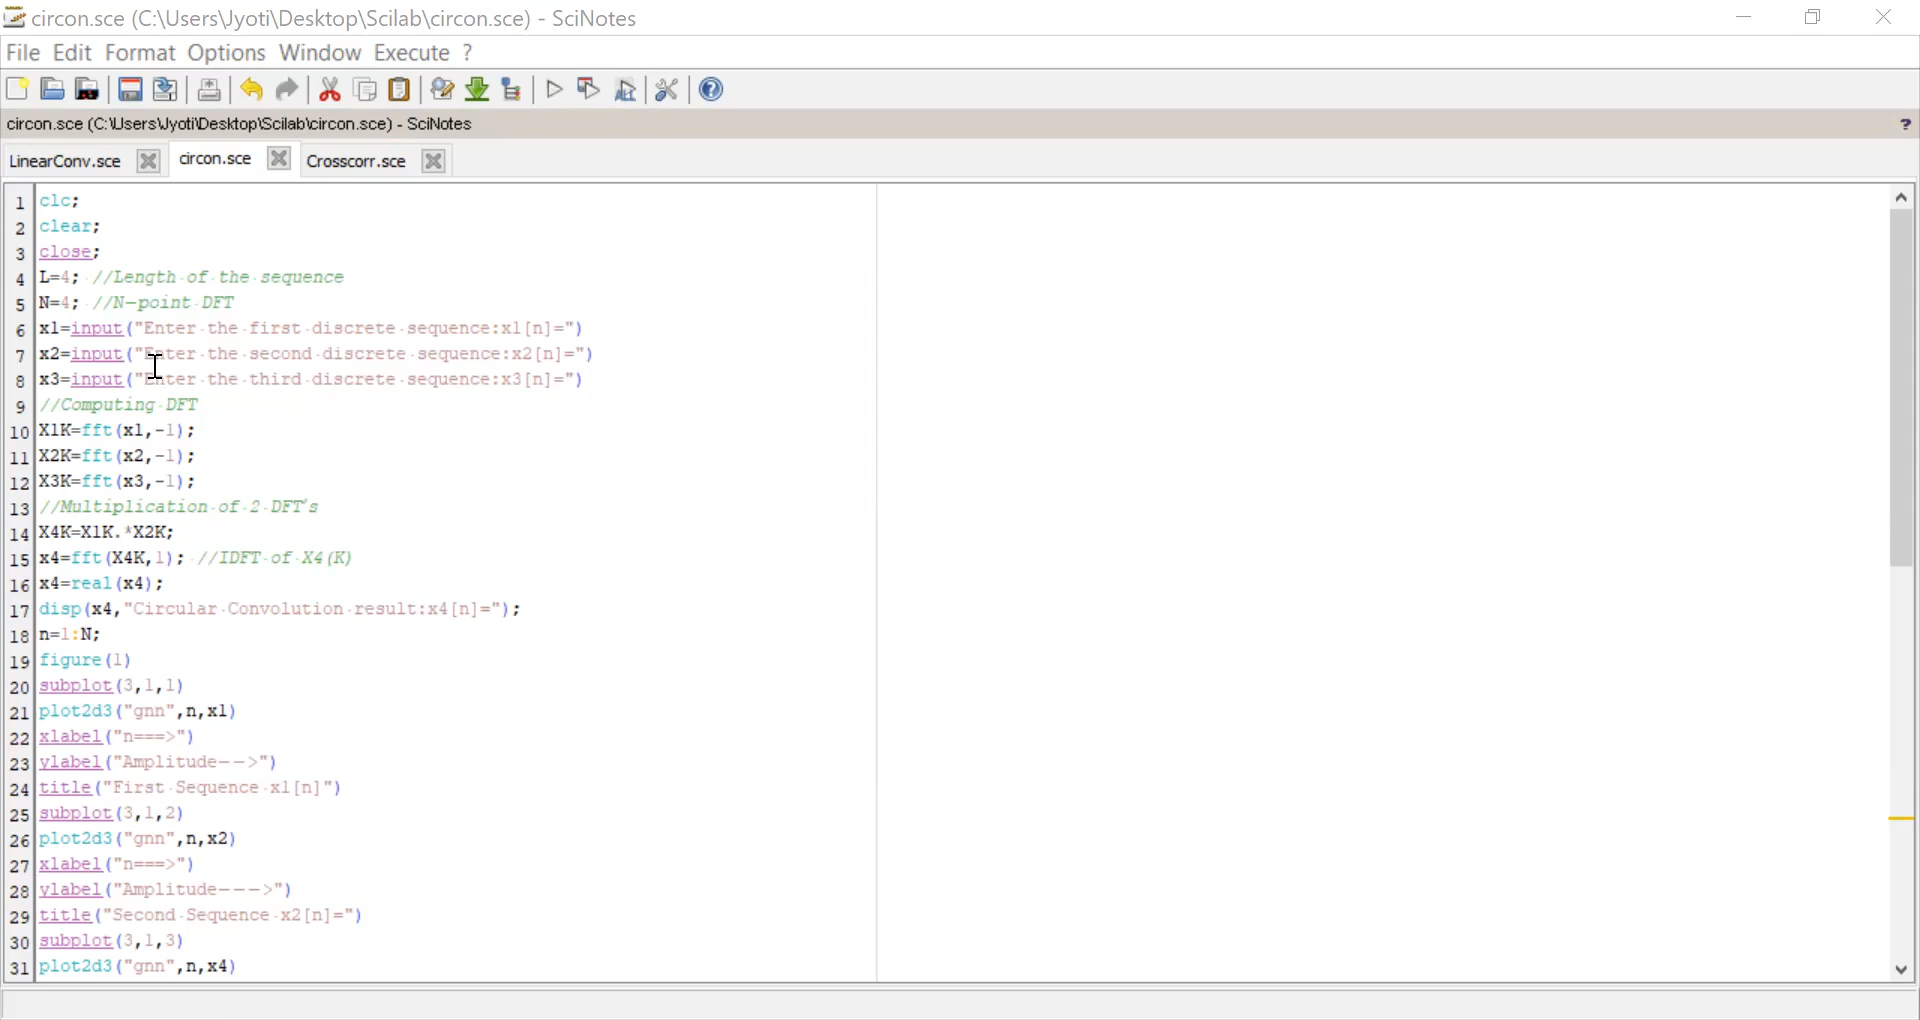 circon.sce (C:\Users\Jyoti\Desktop\Scilab\circon.sce) - SciNotes
File Edit Format Options Window Execute ?
circon.sce (C:\Users\Jyoti\Desktop\Scilab\circon.sce) - SciNotes ?
LinearConv.sce circon.sce Crosscorr.sce
1 clc;
2 clear;
3 close;
4 L=4; //Length of the sequence
5 N=4; //N-point DFT
6 x1=input("Enter the first discrete sequence:x1[n]=")
7 x2=input("Enter the second discrete sequence:x2[n]=")
8 x3=input("Enter the third discrete sequence:x3[n]=")
9 //Computing DFT
10 X1K=fft(x1,-1);
11 X2K=fft(x2,-1);
12 X3K=fft(x3,-1);
13 //Multiplication of 2 DFT's
14 X4K=X1K.*X2K;
15 x4=fft(X4K,1); //IDFT of X4(K)
16 x4=real(x4);
17 disp(x4,"Circular Convolution result:x4[n]=");
18 n=1:N;
19 figure(1)
20 subplot(3,1,1)
21 plot2d3("gnn",n,x1)
22 xlabel("n===>")
23 ylabel("Amplitude-->")
24 title("First Sequence x1[n]")
25 subplot(3,1,2)
26 plot2d3("gnn",n,x2)
27 xlabel("n===>")
28 ylabel("Amplitude--->")
29 title("Second Sequence x2[n]=")
30 subplot(3,1,3)
31 plot2d3("gnn",n,x4)